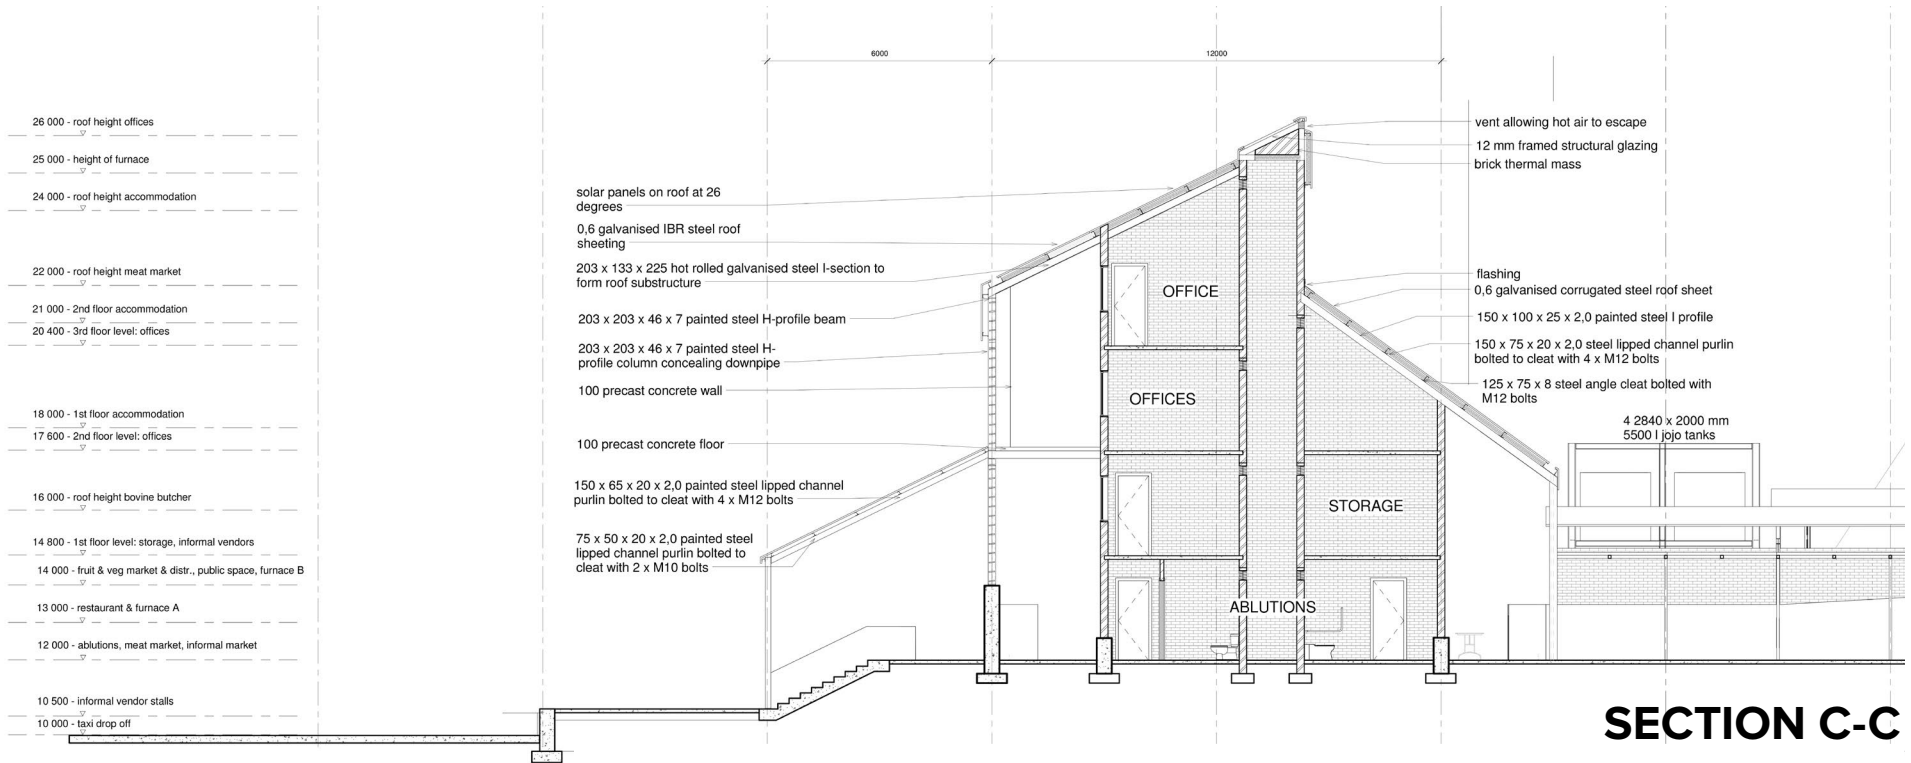 6000
12000
26 000 - roof height offices
25 000 - height of furnace
24 000 - roof height accommodation
22 000 - roof height meat market
21 000 - 2nd floor accommodation
20 400 - 3rd floor level: offices
18 000 - 1st floor accommodation
17 600 - 2nd floor level: offices
16 000 - roof height bovine butcher
14 800 - 1st floor level: storage, informal vendors
14 000 - fruit & veg market & distr., public space, furnace B
13 000 - restaurant & furnace A
12 000 - ablutions, meat market, informal market
10 500 - informal vendor stalls
10 000 - taxi drop off
solar panels on roof at 26
degrees
0,6 galvanised IBR steel roof
sheeting
203 x 133 x 225 hot rolled galvanised steel I-section to
form roof substructure
203 x 203 x 46 x 7 painted steel H-profile beam
203 x 203 x 46 x 7 painted steel H-
profile column concealing downpipe
100 precast concrete wall
100 precast concrete floor
150 x 65 x 20 x 2,0 painted steel lipped channel
purlin bolted to cleat with 4 x M12 bolts
75 x 50 x 20 x 2,0 painted steel
lipped channel purlin bolted to
cleat with 2 x M10 bolts
OFFICE
OFFICES
STORAGE
ABLUTIONS
vent allowing hot air to escape
12 mm framed structural glazing
brick thermal mass
flashing
0,6 galvanised corrugated steel roof sheet
150 x 100 x 25 x 2,0 painted steel I profile
150 x 75 x 20 x 2,0 steel lipped channel purlin
bolted to cleat with 4 x M12 bolts
125 x 75 x 8 steel angle cleat bolted with
M12 bolts
4 2840 x 2000 mm
5500 l jojo tanks
SECTION C-C